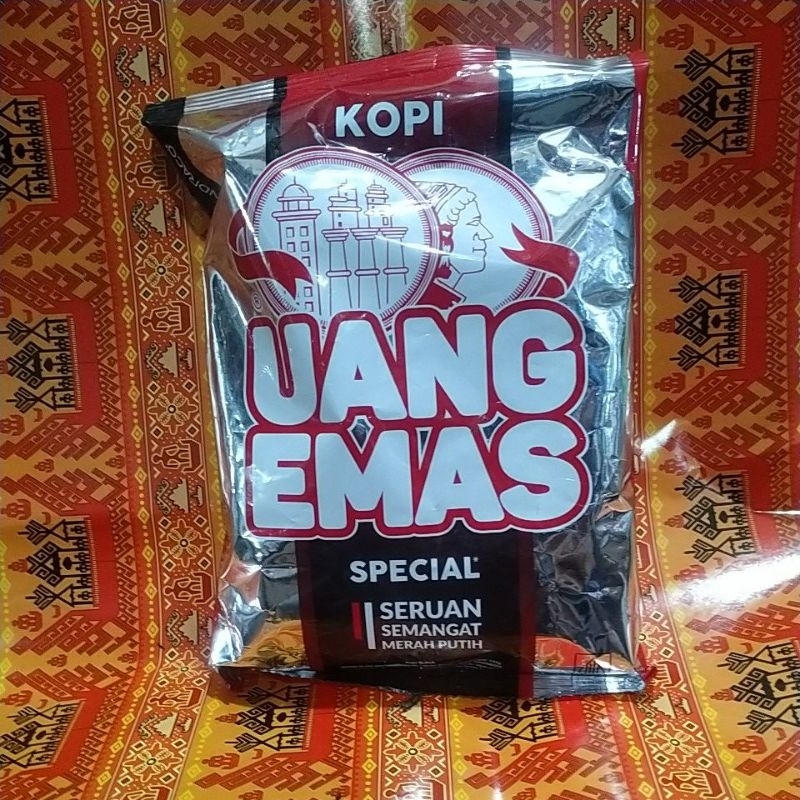 KOPI
UANG
EMAS
SPECIAL
SERUAN
SEMANGAT
MERAH PUTIH